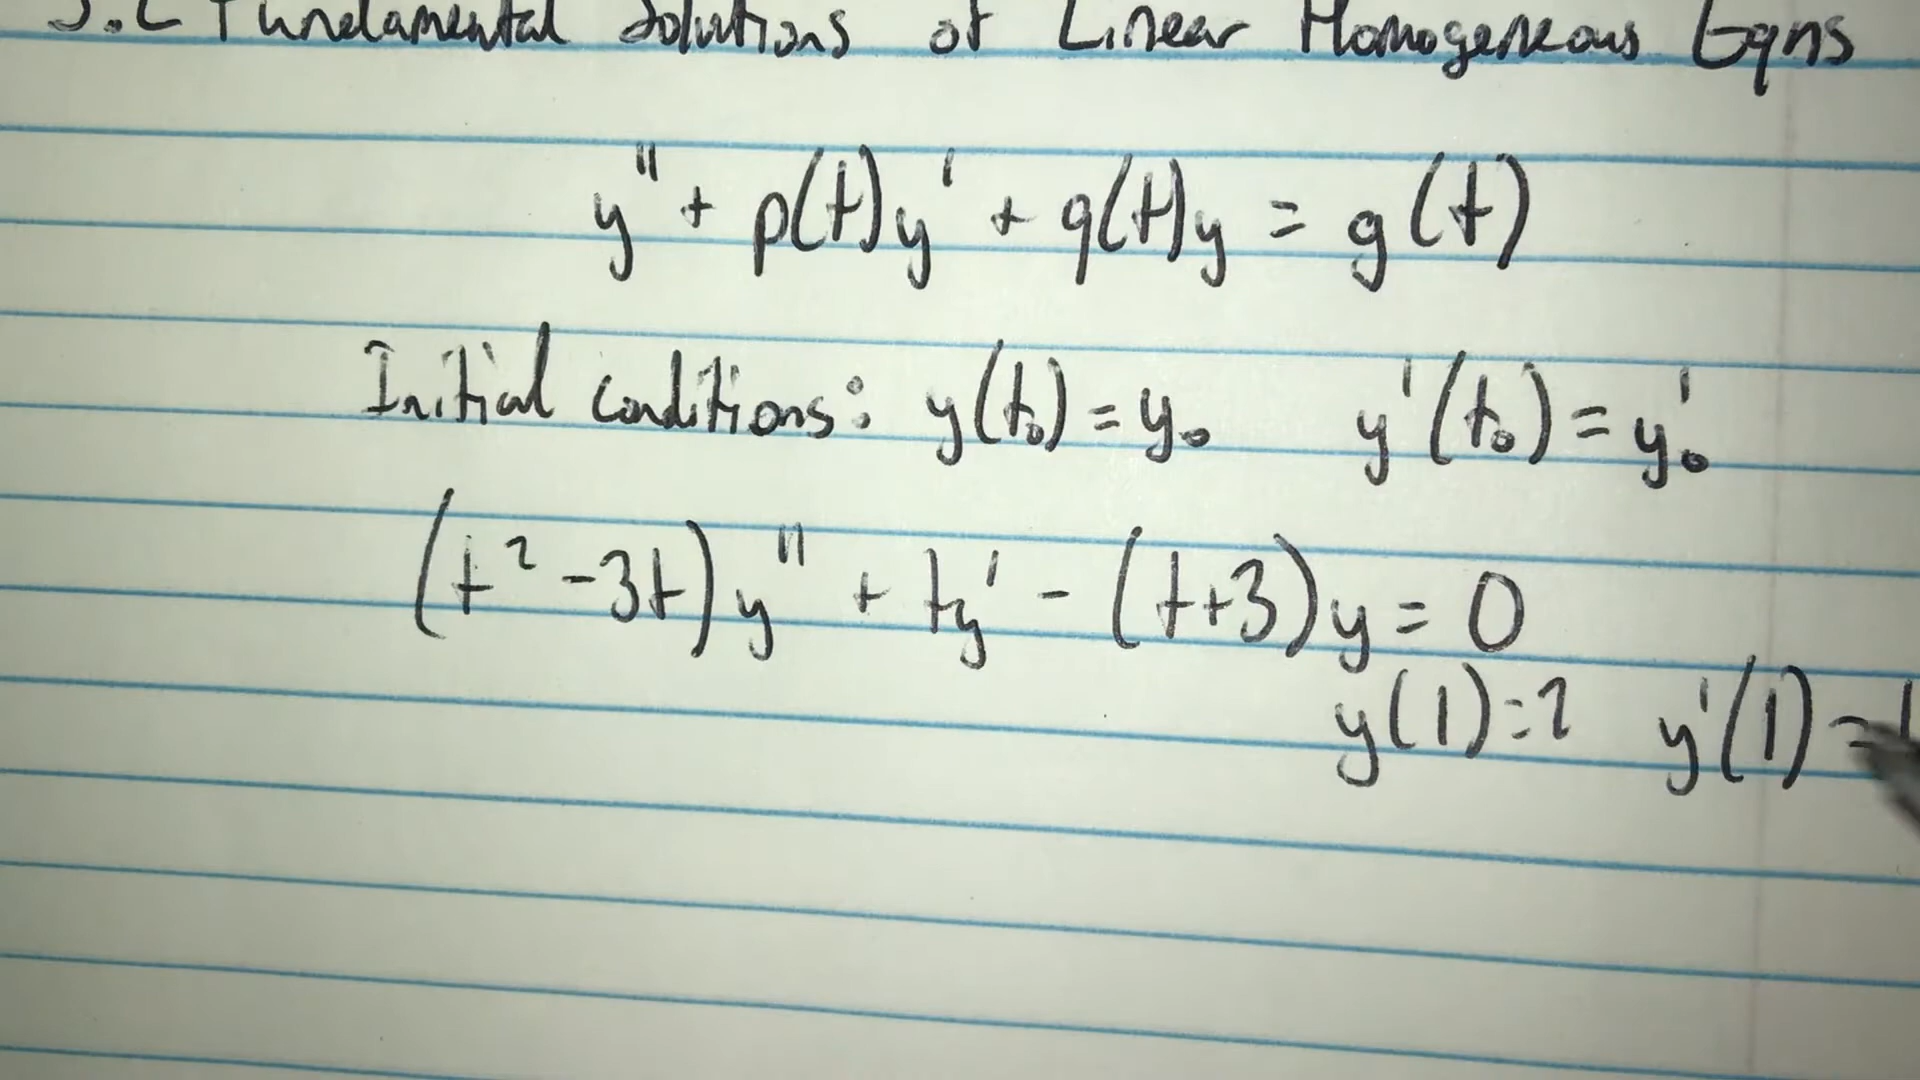 3.2 Fundamental Solutions of Linear Homogeneous Eqns
y'' + p(t)y' + q(t)y = g(t)
Initial conditions: y(t₀) = y₀ y'(t₀) = y'₀
(t² - 3t)y'' + ty' - (t+3)y = 0
y(1) = 2 y'(1) =